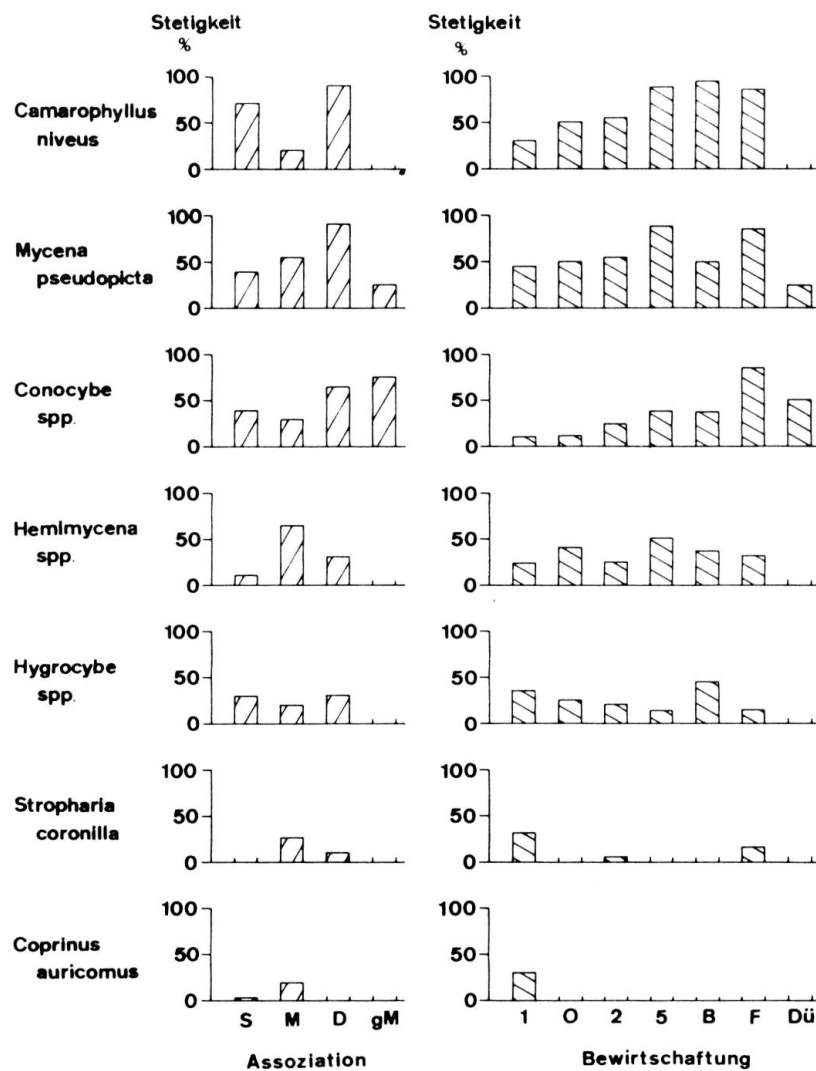 Stetigkeit Stetigkeit
% %
100 100
Camarophyllus
50 50
niveus
0 0
100 100
Mycena
50 50
pseudopicta
0 0
100 100
Conocybe
50 50
spp.
0 0
100 100
Hemimycena
50 50
spp.
0 0
100 100
Hygrocybe
50 50
spp.
0 0
100 100
Stropharia
50 50
coronilla
0 0
100 100
Coprinus
50 50
auricomus
0 0
S M D gM 1 O 2 5 B F Dü
Assoziation Bewirtschaftung